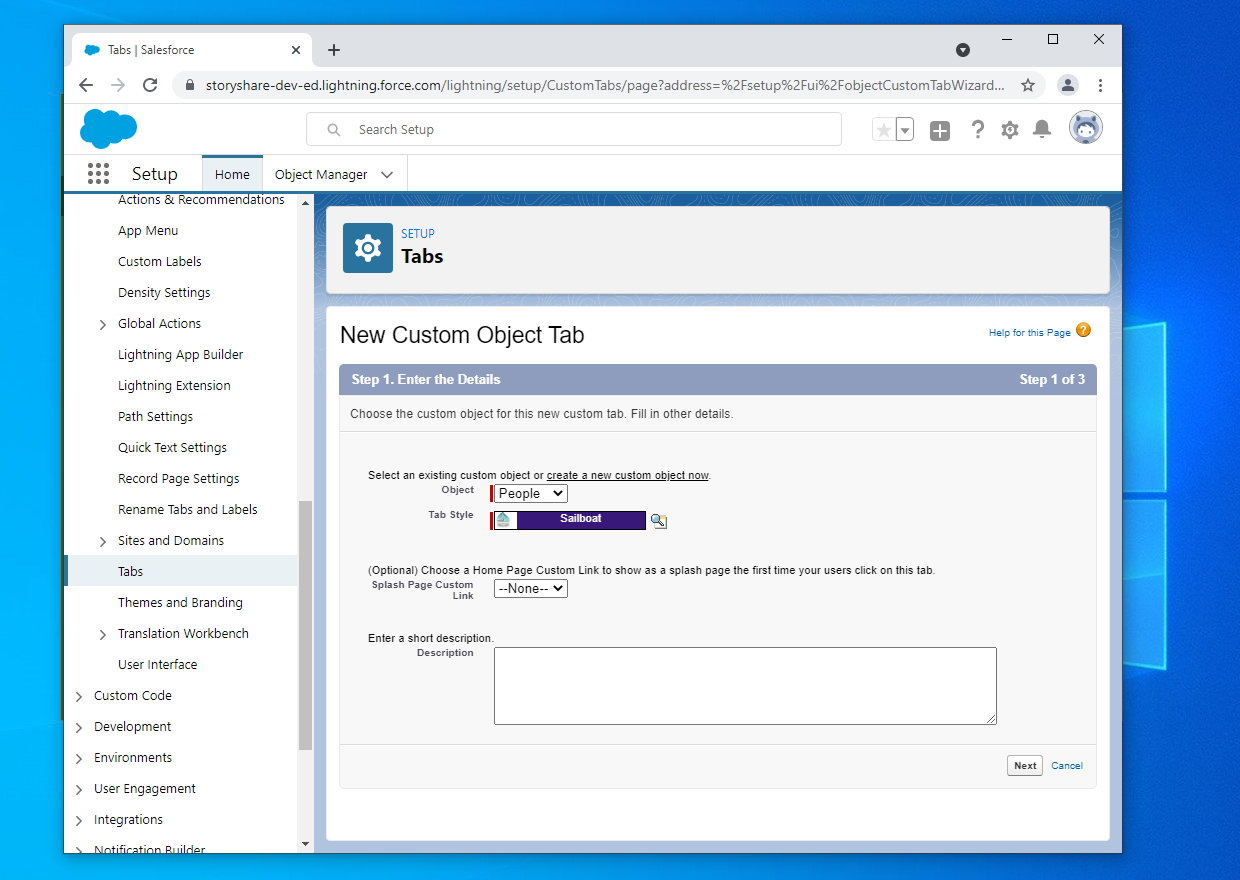 Tabs | Salesforce
storyshare-dev-ed.lightning.force.com/lightning/setup/CustomTabs/page?address=%2Fsetup%2Fui%2FobjectCustomTabWizard...
Search Setup
Setup
Home
Object Manager
Actions & Recommendations
App Menu
Custom Labels
Density Settings
Global Actions
Lightning App Builder
Lightning Extension
Path Settings
Quick Text Settings
Record Page Settings
Rename Tabs and Labels
Sites and Domains
Tabs
Themes and Branding
Translation Workbench
User Interface
Custom Code
Development
Environments
User Engagement
Integrations
Notification Builder
SETUP
Tabs
New Custom Object Tab
Help for this Page ?
Step 1. Enter the Details
Step 1 of 3
Choose the custom object for this new custom tab. Fill in other details.
Select an existing custom object or create a new custom object now.
Object
People
Tab Style
Sailboat
(Optional) Choose a Home Page Custom Link to show as a splash page the first time your users click on this tab.
Splash Page Custom
Link
--None--
Enter a short description.
Description
Next
Cancel